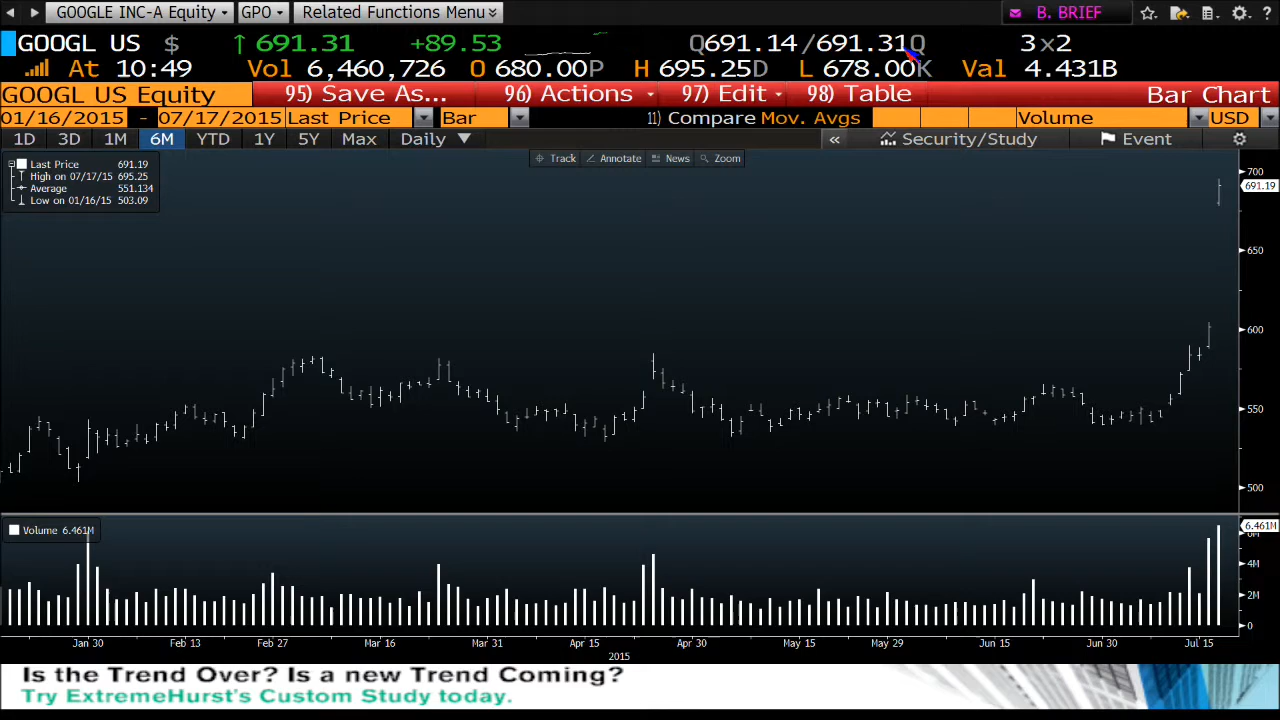 GOOGLE INC-A Equity GPO Related Functions Menu B. BRIEF ?
GOOGL US $ ↑ 691.31 +89.53 Q691.14 /691.31Q 3x2
At 10:49 Vol 6,460,726 O 680.00P H 695.25D L 678.00K Val 4.431B
GOOGL US Equity 95) Save As... 96) Actions 97) Edit 98) Table Bar Chart
01/16/2015 - 07/17/2015 Last Price Bar 11) Compare Mov. Avgs Volume USD
1D 3D 1M 6M YTD 1Y 5Y Max Daily ▼ « Security/Study Event
Track Annotate News Zoom
Last Price 691.19
High on 07/17/15 695.25
Average 551.134
Low on 01/16/15 503.09
700
691.19
650
600
550
500
Volume 6.461M
6.461M
6M
4M
2M
0
Jan 30 Feb 13 Feb 27 Mar 16 Mar 31 Apr 15 Apr 30 May 15 May 29 Jun 15 Jun 30 Jul 15
2015
Is the Trend Over? Is a new Trend Coming?
Try ExtremeHurst's Custom Study today.